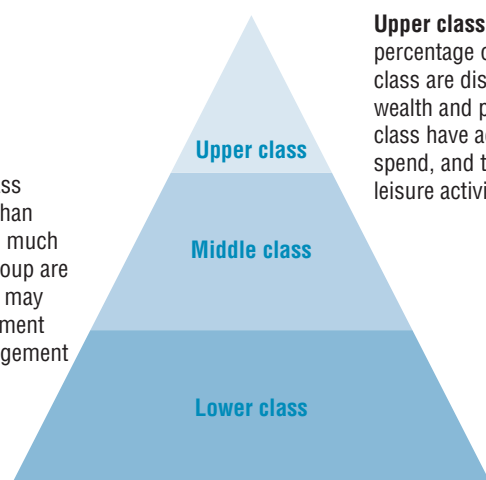 Upper class
percentage o
class are dis
wealth and p
class have a
spend, and t
leisure activi
Upper class
ss
han
much
oup are
may
ment
gement
Middle class
Lower class